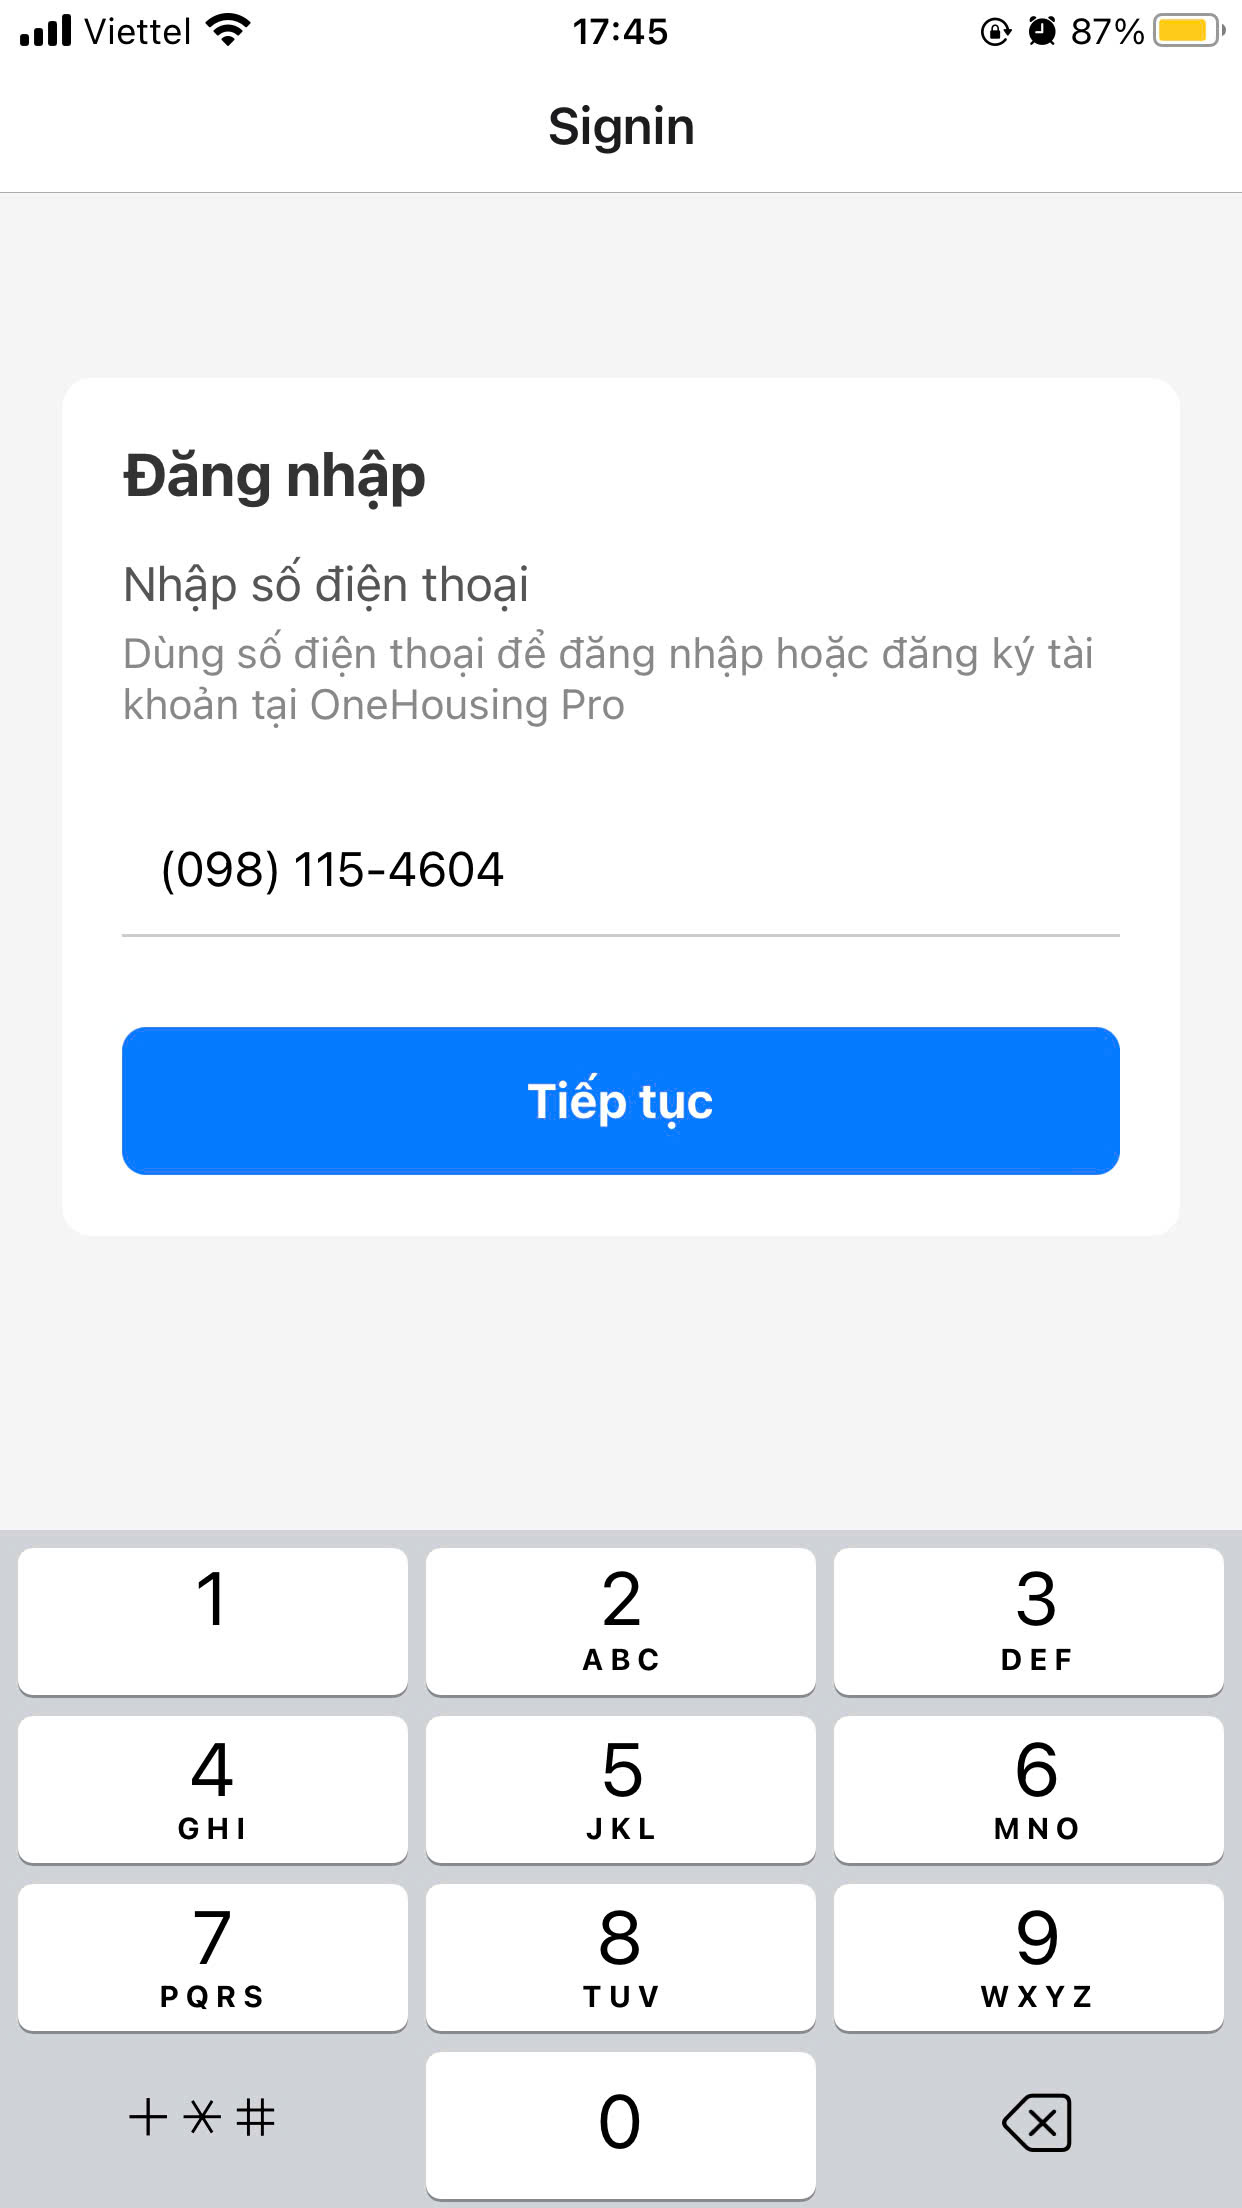 Viettel 17:45 87%
Signin
Đăng nhập
Nhập số điện thoại
Dùng số điện thoại để đăng nhập hoặc đăng ký tài
khoản tại OneHousing Pro
(098) 115-4604
Tiếp tục
1 2 3
ABC DEF
4 5 6
GHI JKL MNO
7 8 9
PQRS TUV WXYZ
+ * # 0